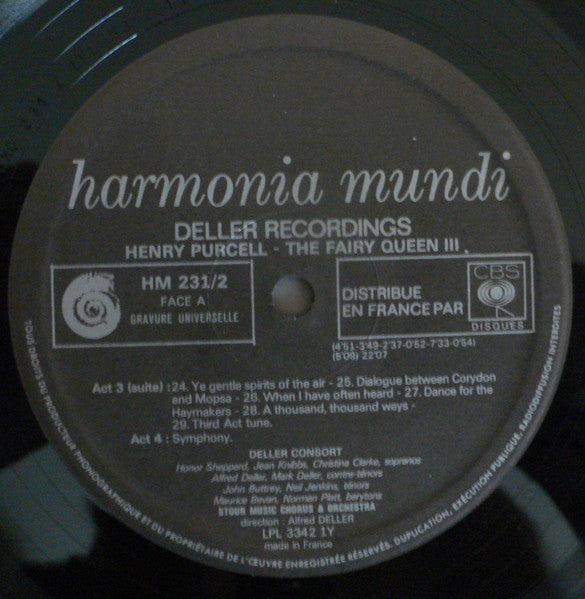 harmonia mundi
DELLER RECORDINGS
HENRY PURCELL - THE FAIRY QUEEN III
HM 231/2
FACE A
GRAVURE UNIVERSELLE
DISTRIBUE
EN FRANCE PAR
CBS
DISQUES
(4'51-3'49-2'37-0'52-7'33-0'54)
(5'09) 22'07
Act 3 (suite) : 24. Ye gentle spirits of the air - 25. Dialogue between Corydon
and Mopsa - 26. When I have often heard - 27. Dance for the
Haymakers - 28. A thousand, thousand ways -
29. Third Act tune.
Act 4 : Symphony.
DELLER CONSORT
Honor Sheppard, Jean Knibbs, Christina Clarke, sopranos
Alfred Deller, Mark Deller, contre-ténors
John Buttrey, Neil Jenkins, ténors
Maurice Bevan, Norman Platt, barytons
STOUR MUSIC CHORUS & ORCHESTRA
direction : Alfred DELLER
LPL 3342 1Y
made in France
TOUS DROITS DU PRODUCTEUR PHONOGRAPHIQUE ET DU PROPRIÉTAIRE DE L'ŒUVRE ENREGISTRÉE RÉSERVÉS. DUPLICATION, EXÉCUTION PUBLIQUE, RADIODIFFUSION INTERDITES